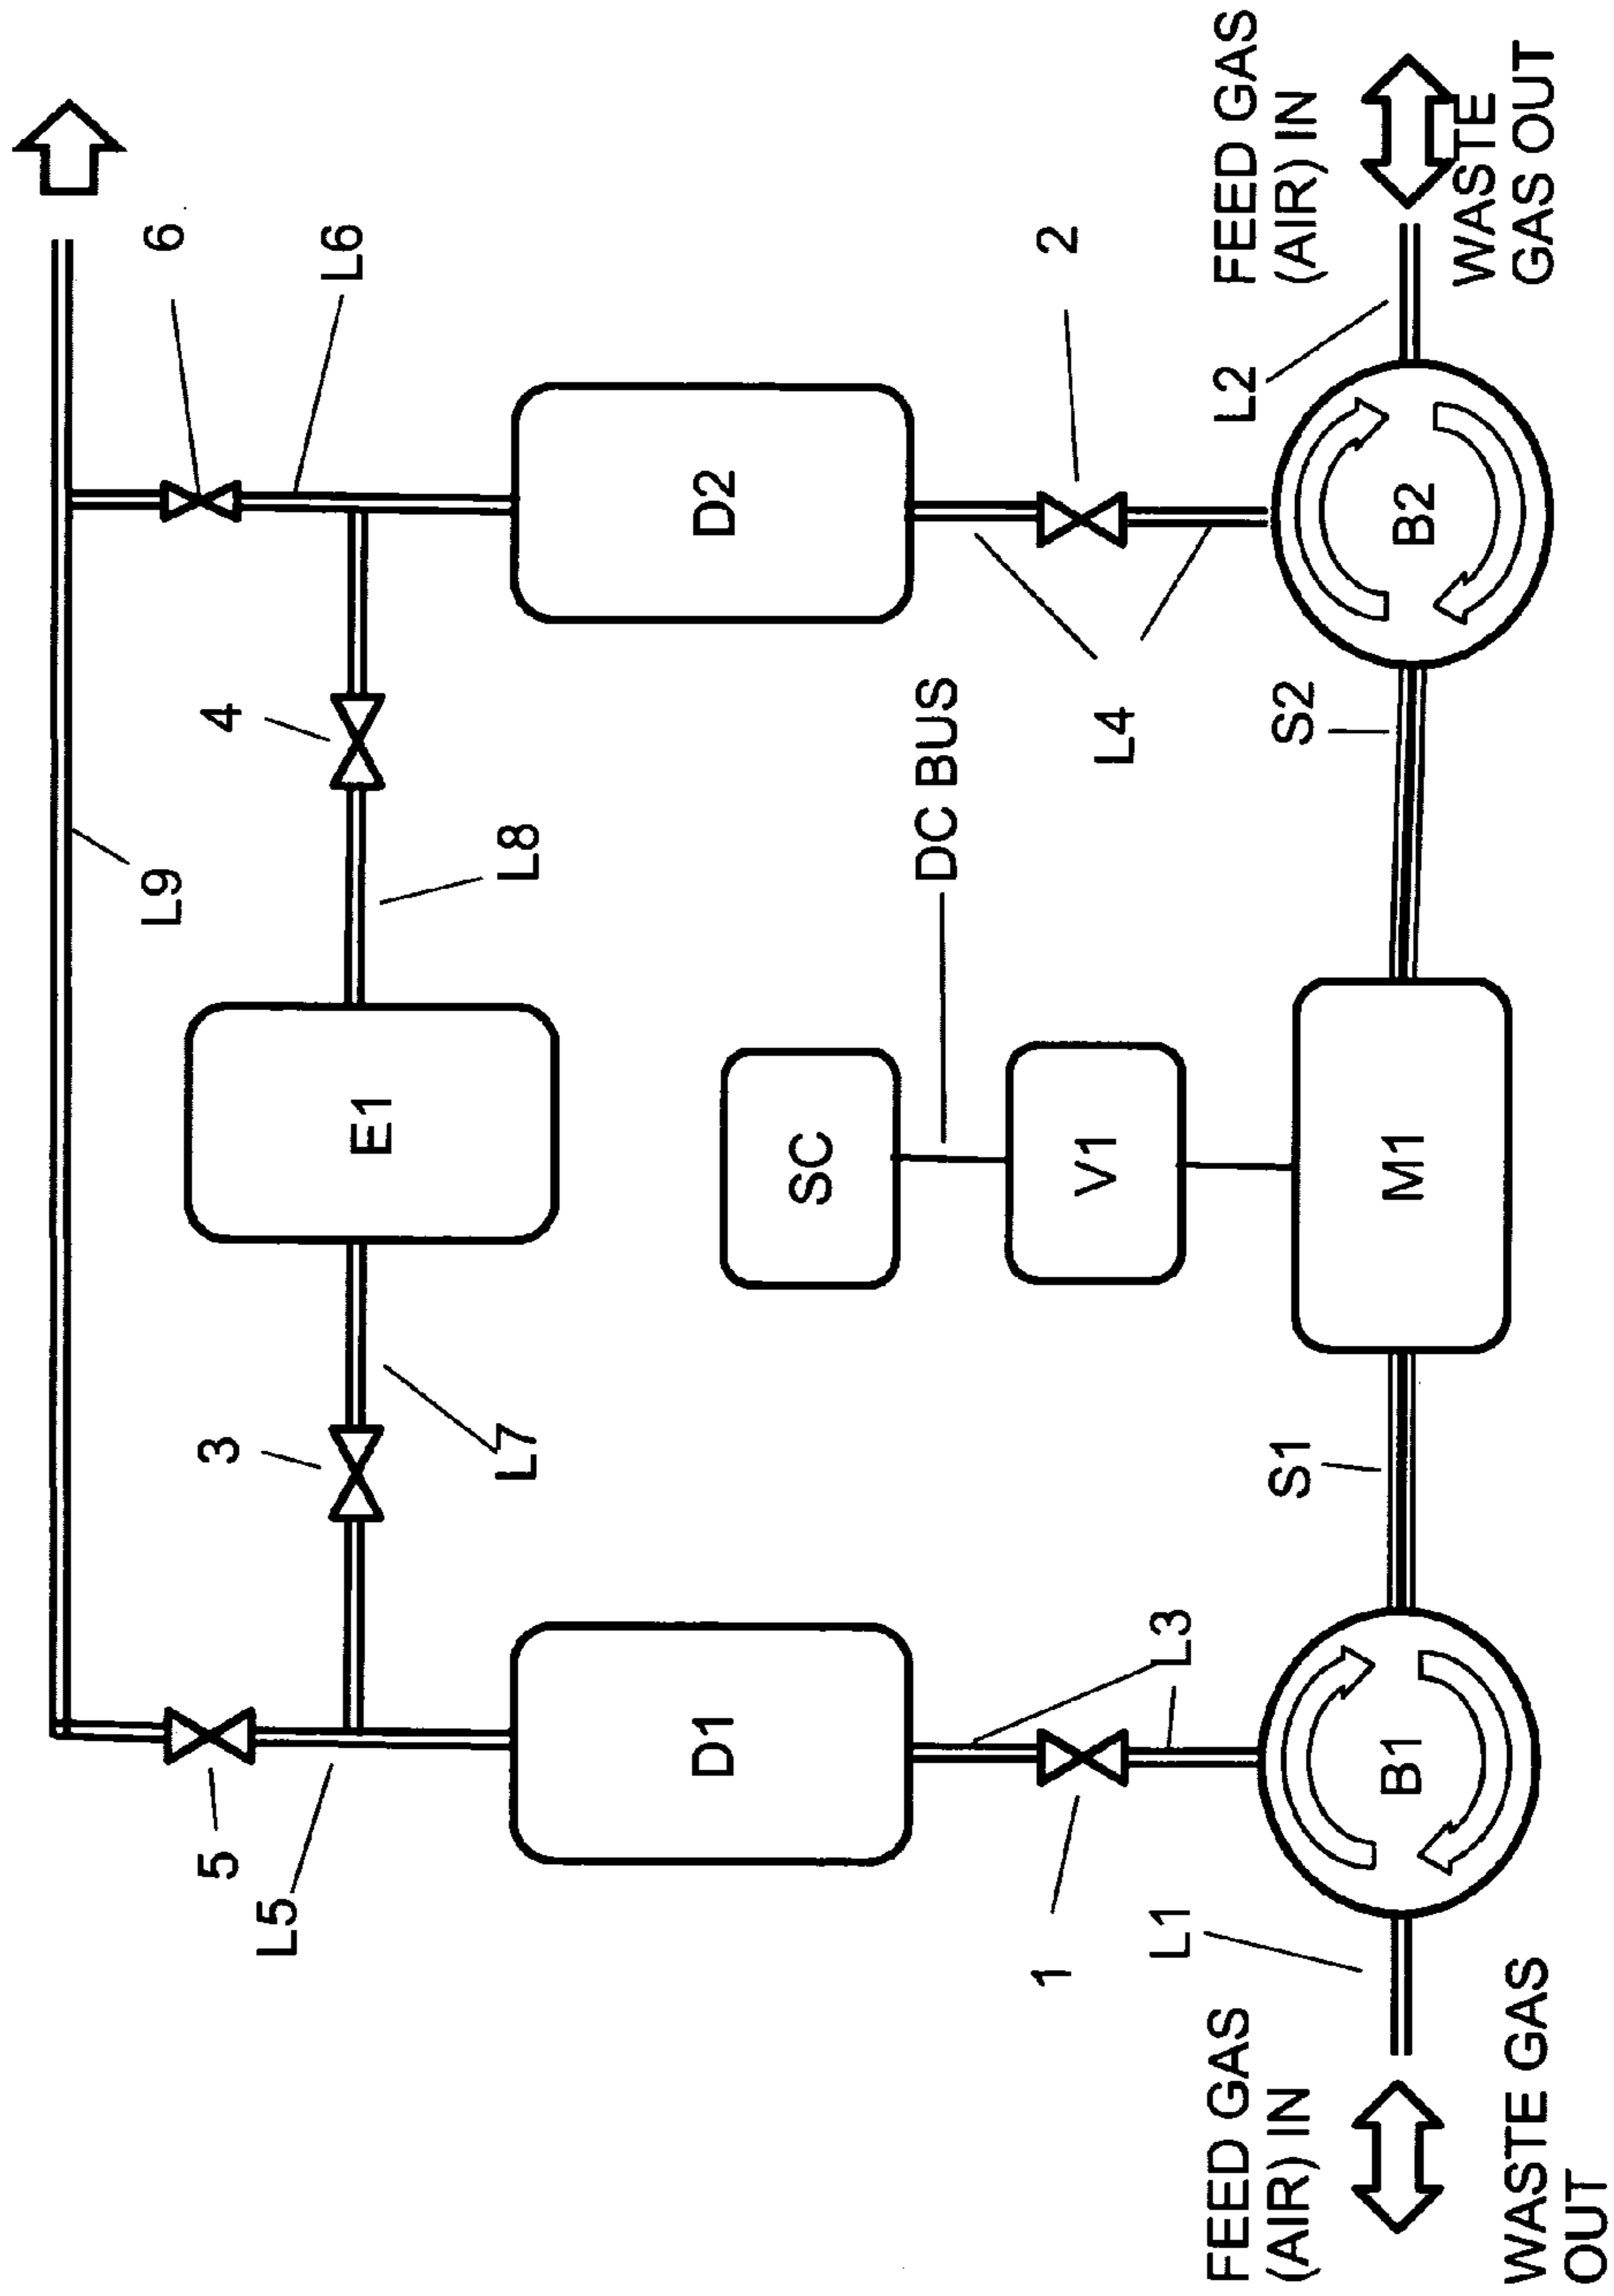 L9
5
3
4
6
L5
L6
E1
L7
L8
D1
D2
SC
DC BUS
V1
1
L3
L4
2
L1
S1
S2
L2
FEED GAS
(AIR) IN
FEED GAS
(AIR) IN
B1
M1
B2
WASTE GAS
OUT
WASTE
GAS OUT